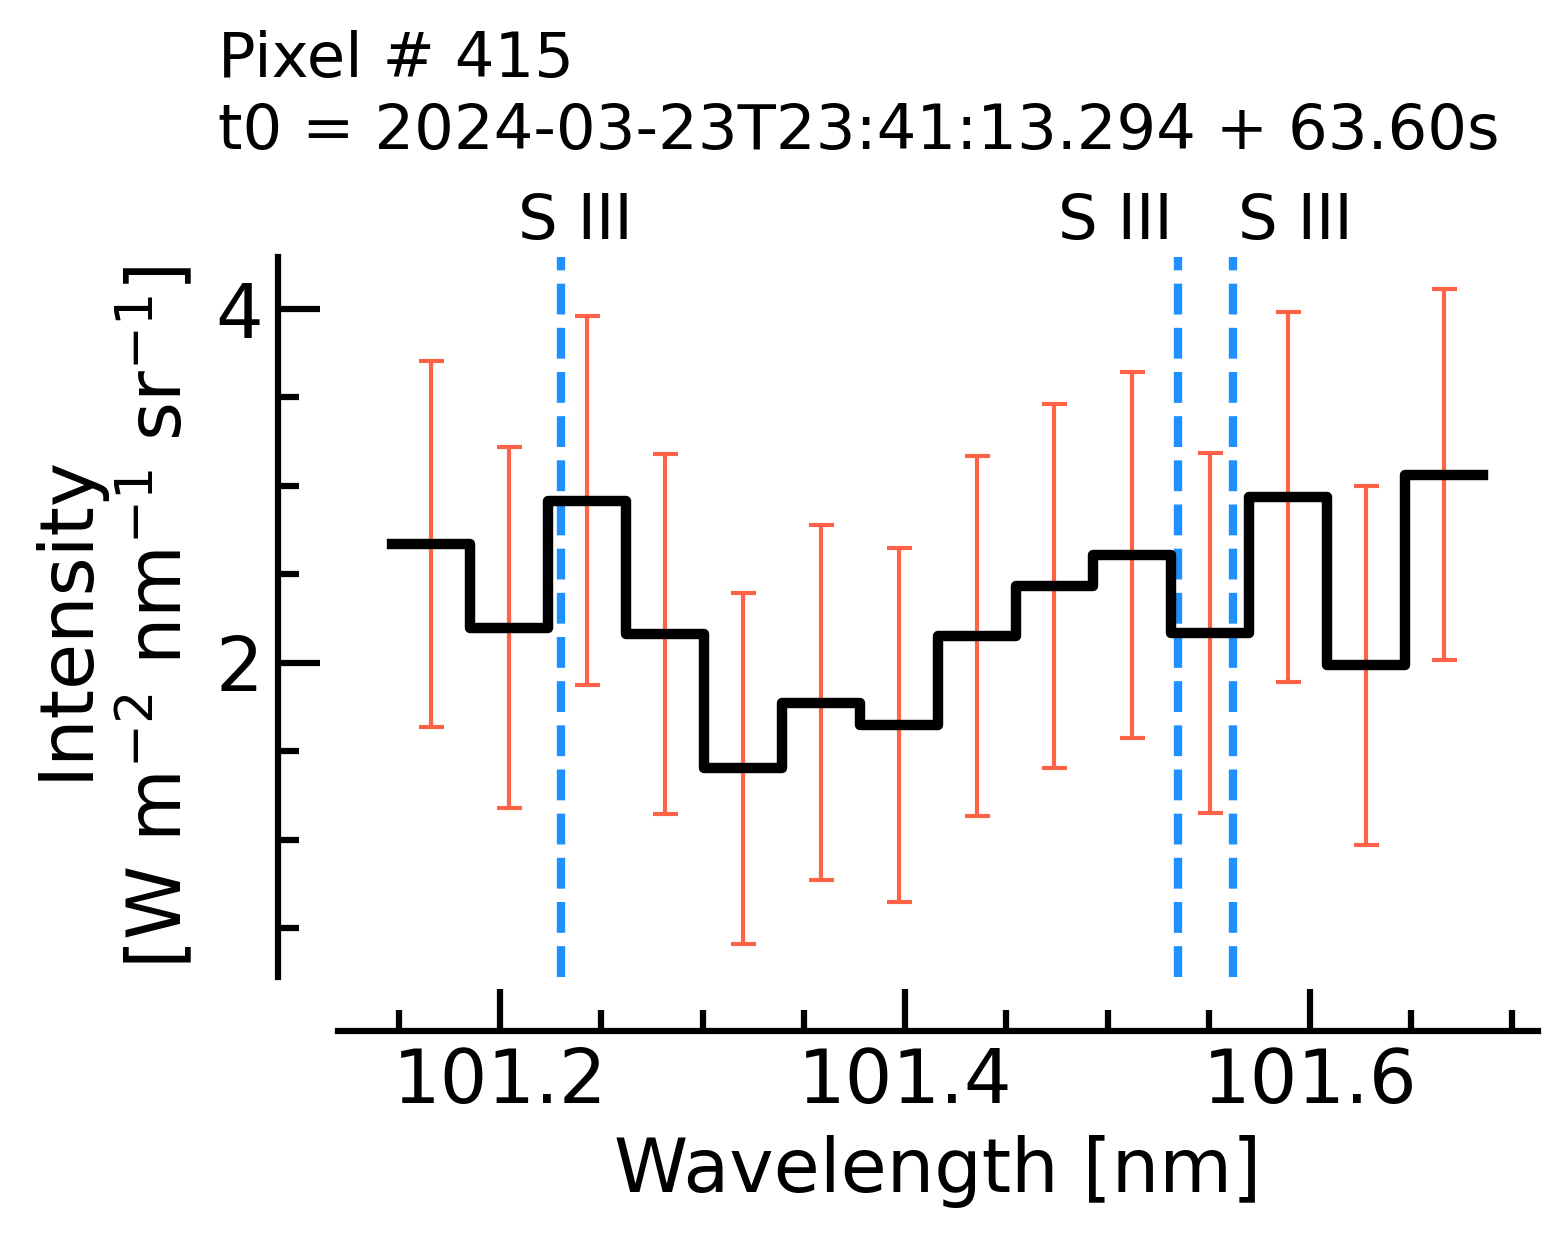 Pixel # 415
t0 = 2024-03-23T23:41:13.294 + 63.60s
S III S III S III
Intensity
[W m⁻² nm⁻¹ sr⁻¹]
4
2
101.2 101.4 101.6
Wavelength [nm]